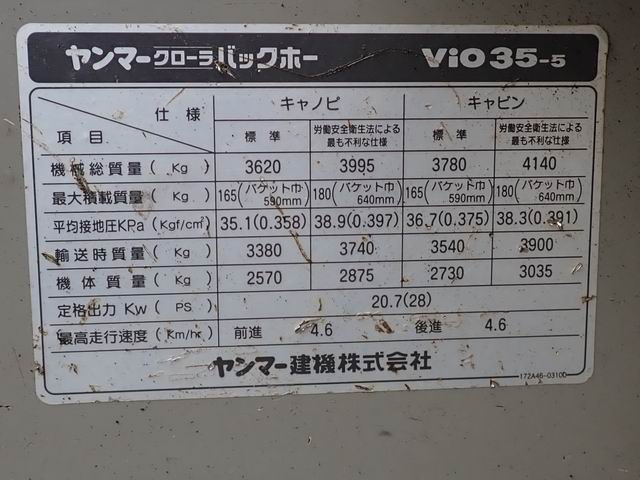 ヤンマークローラバックホー ViO35-5
仕様 キャノピ キャビン
項目 標準 労働安全衛生法による最も不利な仕様 標準 労働安全衛生法による最も不利な仕様
機械総質量(Kg) 3620 3995 3780 4140
最大積載質量(Kg) 165(バケット巾590mm) 180(バケット巾640mm) 165(バケット巾590mm) 180(バケット巾640mm)
平均接地圧KPa(Kgf/cm²) 35.1(0.358) 38.9(0.397) 36.7(0.375) 38.3(0.391)
輸送時質量(Kg) 3380 3740 3540 3900
機体質量(Kg) 2570 2875 2730 3035
定格出力Kw(PS) 20.7(28)
最高走行速度(Km/hr) 前進 4.6 後進 4.6
ヤンマー建機株式会社
172A46-03100